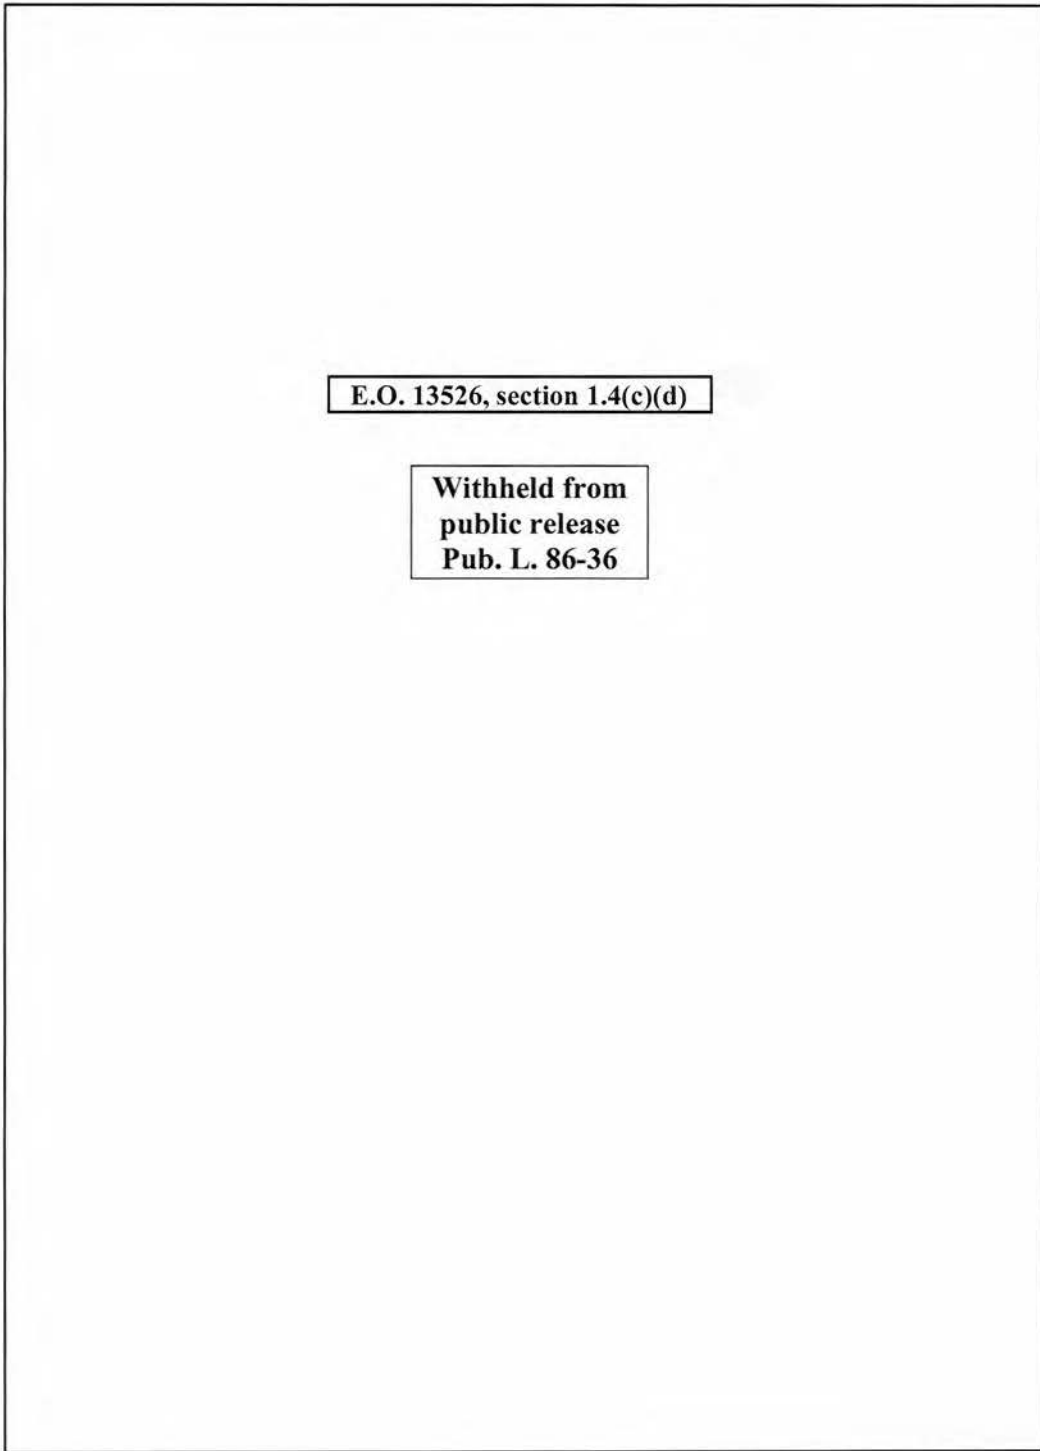 E.O. 13526, section 1.4(c)(d)
Withheld from
public release
Pub. L. 86-36